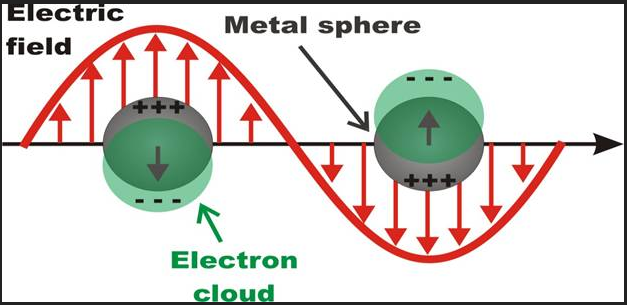 Electric
field
Metal sphere
+++
- - -
- - -
+++
Electron
cloud